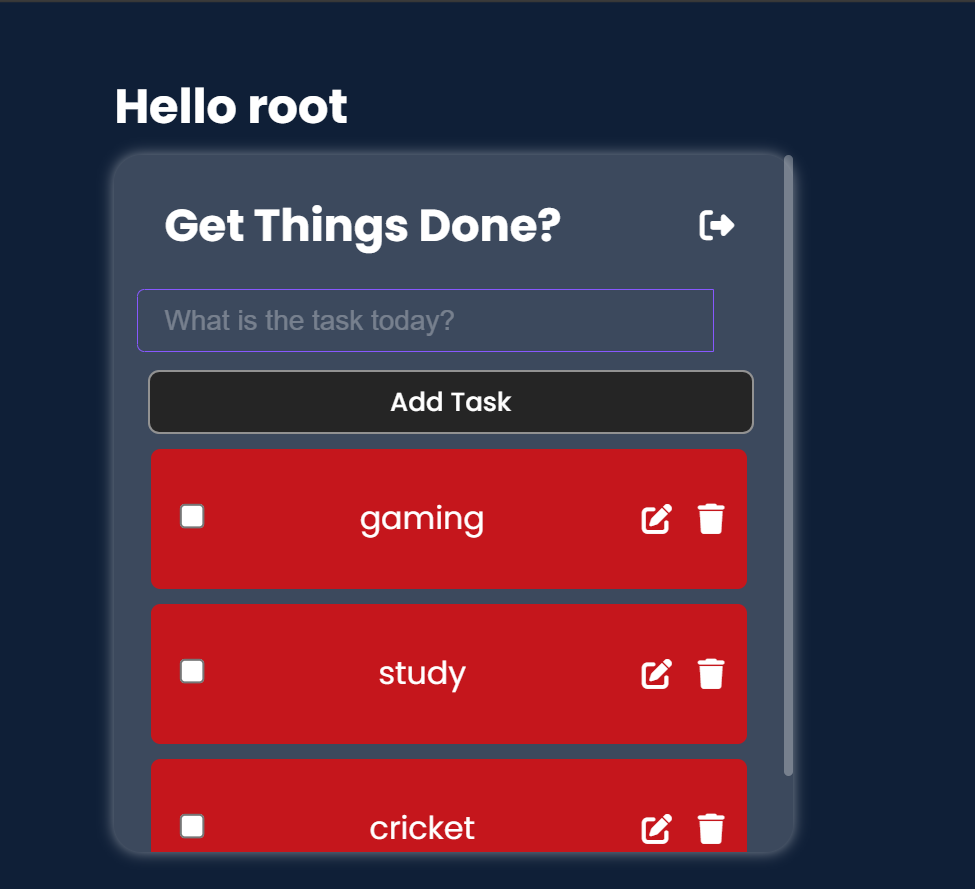 Hello root
Get Things Done?
What is the task today?
Add Task
gaming
study
cricket